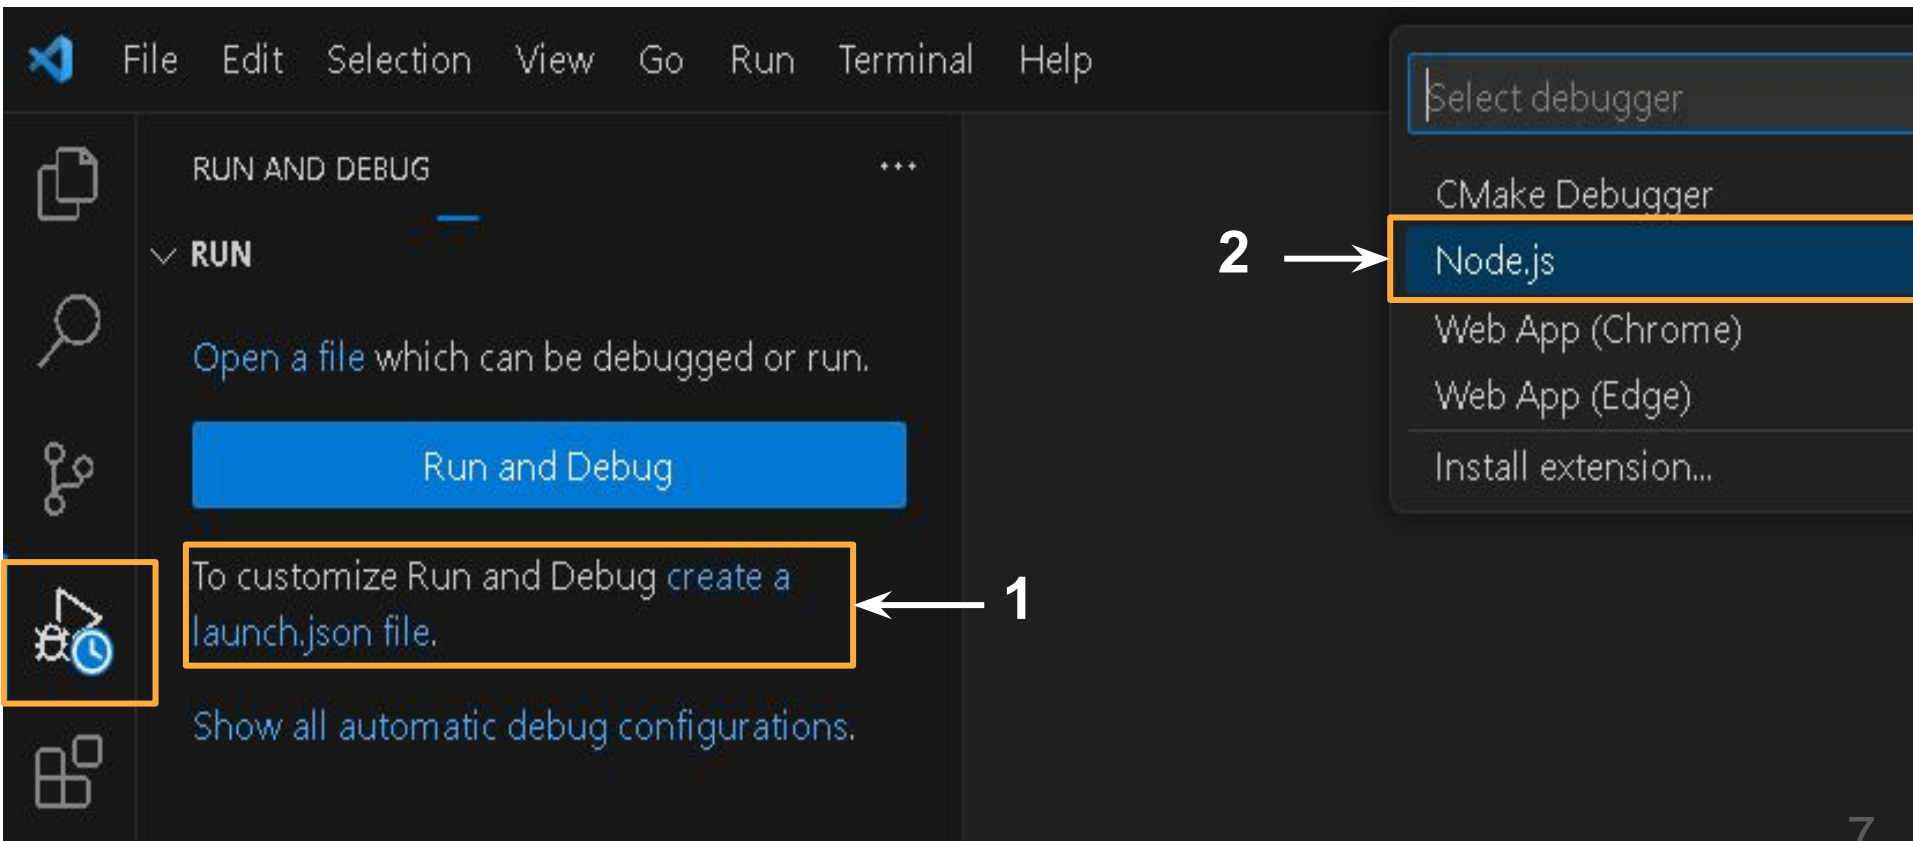 File Edit Selection View Go Run Terminal Help
RUN AND DEBUG ...
RUN
Open a file which can be debugged or run.
Run and Debug
To customize Run and Debug create a
launch.json file.
1
Show all automatic debug configurations.
Select debugger
CMake Debugger
2
Node.js
Web App (Chrome)
Web App (Edge)
Install extension...
7